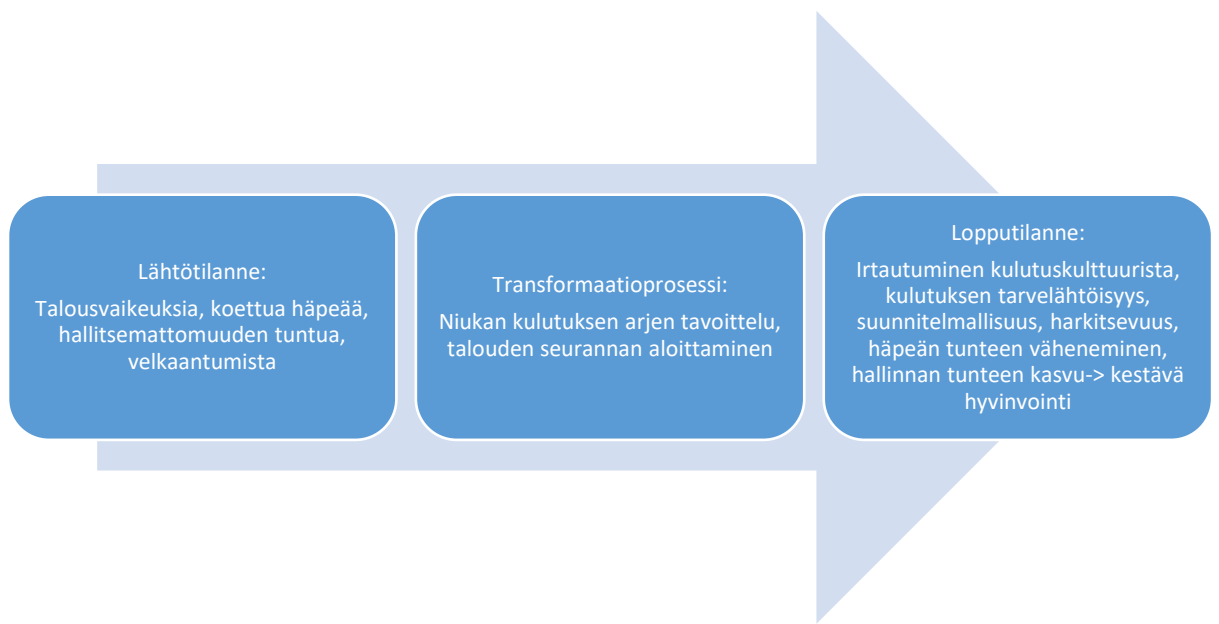 Lähtötilanne:
Talousvaikeuksia, koettua häpeää,
hallitsemattomuuden tuntua,
velkaantumista
Transformaatioprosessi:
Niukan kulutuksen arjen tavoittelu,
talouden seurannan aloittaminen
Lopputilanne:
Irtautuminen kulutuskulttuurista,
kulutuksen tarvelähtöisyys,
suunnitelmallisuus, harkitsevuus,
häpeän tunteen väheneminen,
hallinnan tunteen kasvu-> kestävä
hyvinvointi